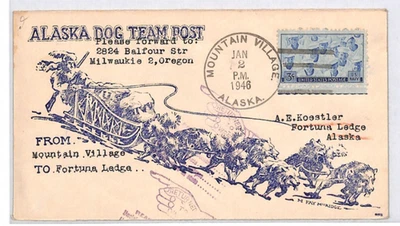 ALASKA DOG TEAM POST
Please forward to:
2824 Balfour Str
Milwaukie 2, Oregon
MOUNTAIN VILLAGE
JAN
2
P.M.
1946
ALASKA.
UNITED STATES POSTAGE
A.E.Koestler
Fortuna Ledge
Alaska
FROM.
Mountain Village
TO Fortuna Ledge...